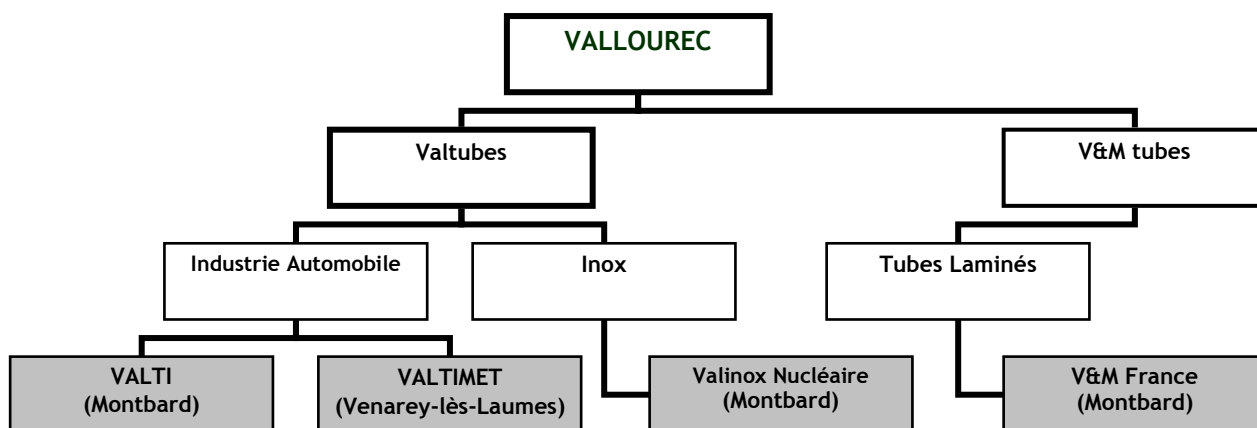 VALLOUREC
Valtubes
V&M tubes
Industrie Automobile
Inox
Tubes Laminés
VALTI
(Montbard)
VALTIMET
(Venarey-lès-Laumes)
Valinox Nucléaire
(Montbard)
V&M France
(Montbard)